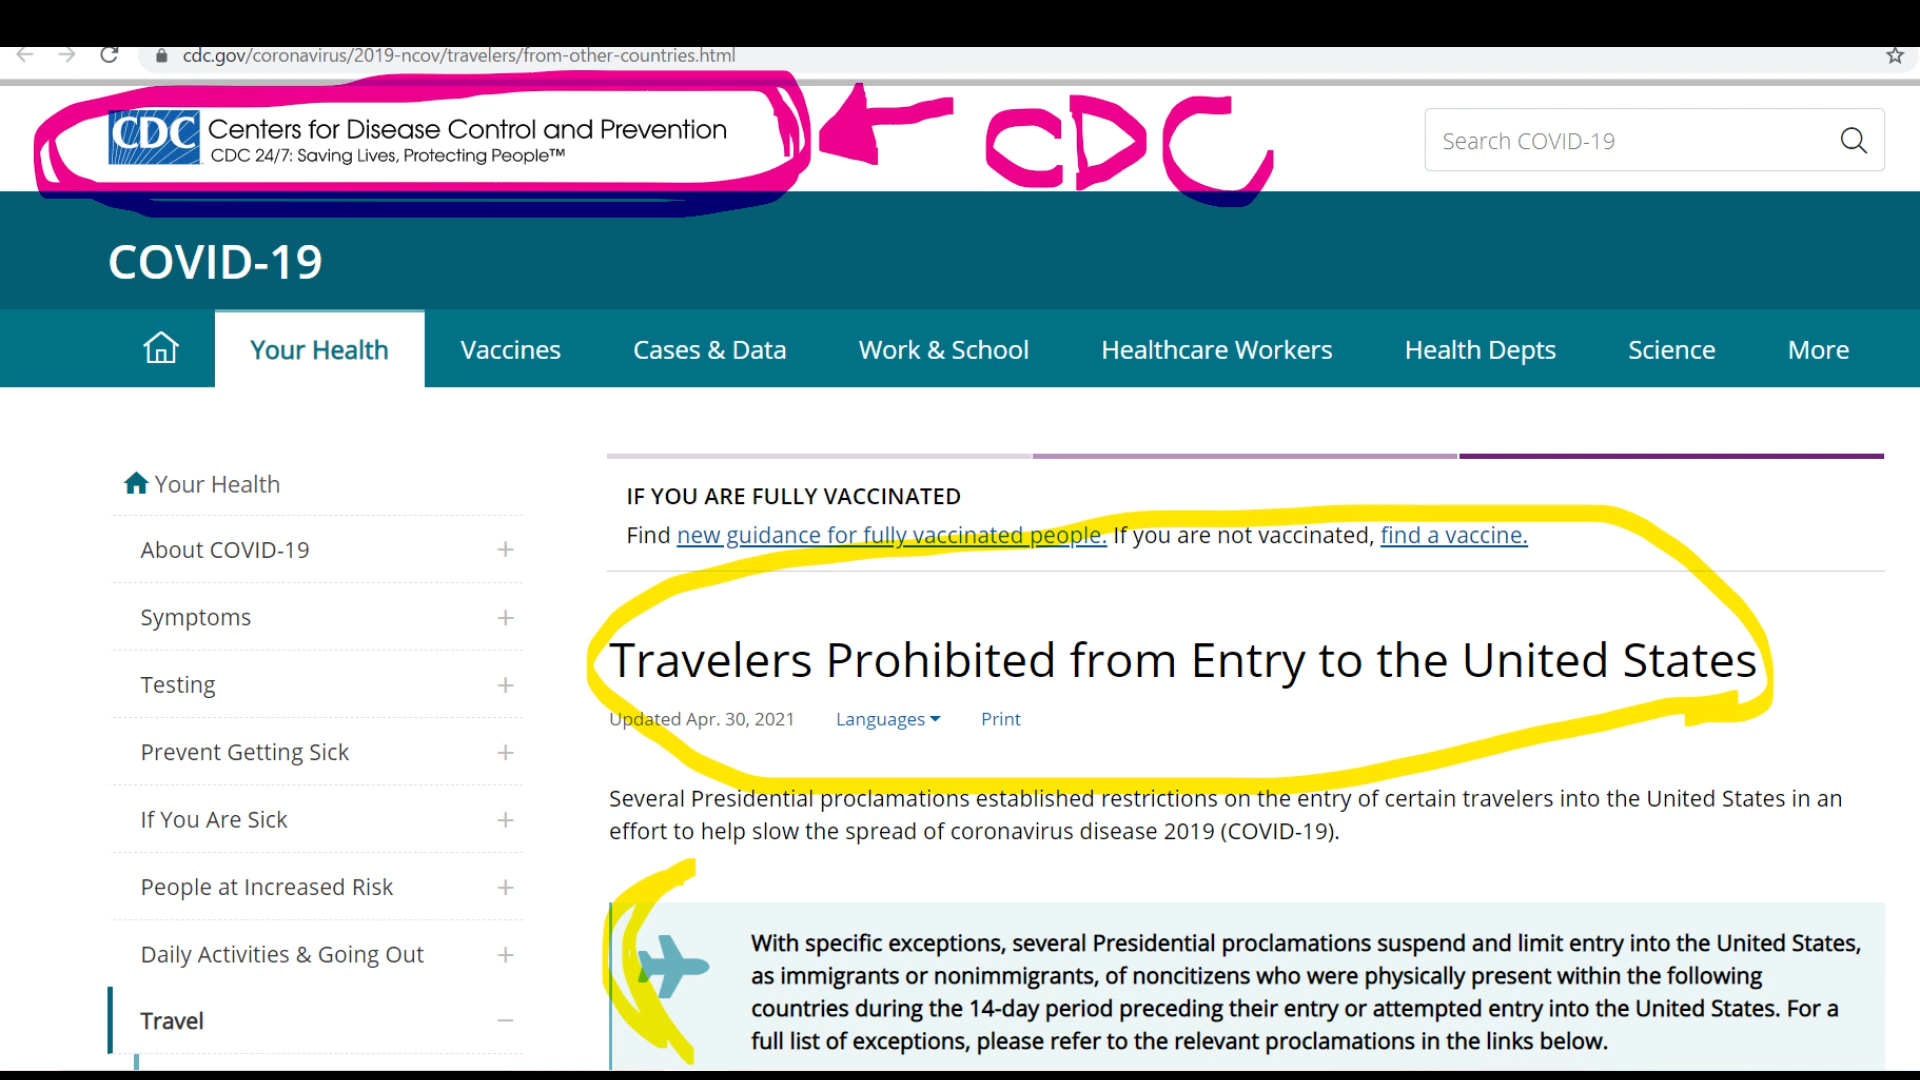 cdc.gov/coronavirus/2019-ncov/travelers/from-other-countries.html
CDC Centers for Disease Control and Prevention
CDC 24/7: Saving Lives, Protecting People™
CDC
Search COVID-19
COVID-19
Your Health Vaccines Cases & Data Work & School Healthcare Workers Health Depts Science More
Your Health
About COVID-19
Symptoms
Testing
Prevent Getting Sick
If You Are Sick
People at Increased Risk
Daily Activities & Going Out
Travel
IF YOU ARE FULLY VACCINATED
Find new guidance for fully vaccinated people. If you are not vaccinated, find a vaccine.
Travelers Prohibited from Entry to the United States
Updated Apr. 30, 2021 Languages Print
Several Presidential proclamations established restrictions on the entry of certain travelers into the United States in an
effort to help slow the spread of coronavirus disease 2019 (COVID-19).
With specific exceptions, several Presidential proclamations suspend and limit entry into the United States,
as immigrants or nonimmigrants, of noncitizens who were physically present within the following
countries during the 14-day period preceding their entry or attempted entry into the United States. For a
full list of exceptions, please refer to the relevant proclamations in the links below.